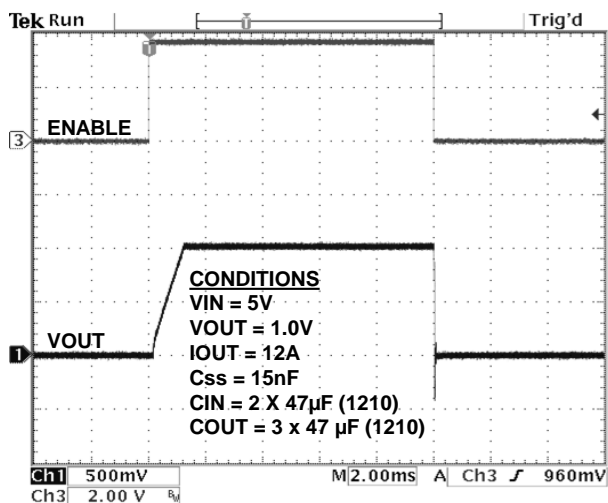 Tek Run Trig'd
1
3 ENABLE
CONDITIONS
VIN = 5V
VOUT = 1.0V
1 VOUT
IOUT = 12A
Css = 15nF
CIN = 2 X 47µF (1210)
COUT = 3 x 47 µF (1210)
Ch1 500mV M 2.00ms A Ch3 960mV
Ch3 2.00 V BW